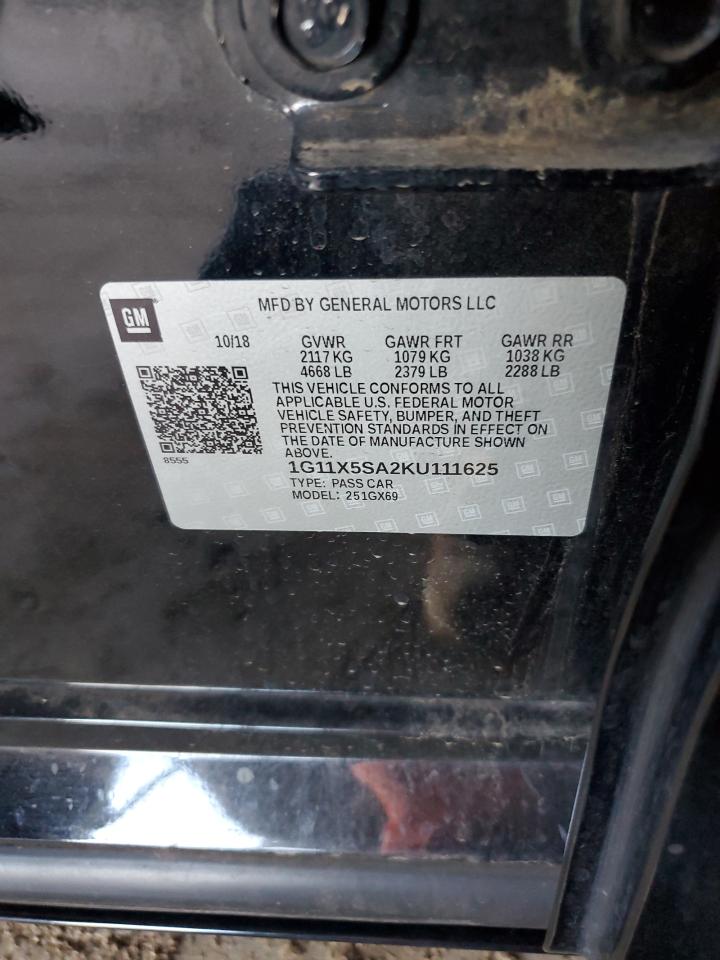 MFD BY GENERAL MOTORS LLC
GM
10/18 GVWR GAWR FRT GAWR RR
2117 KG 1079 KG 1038 KG
4668 LB 2379 LB 2288 LB
THIS VEHICLE CONFORMS TO ALL
APPLICABLE U.S. FEDERAL MOTOR
VEHICLE SAFETY, BUMPER, AND THEFT
PREVENTION STANDARDS IN EFFECT ON
THE DATE OF MANUFACTURE SHOWN
ABOVE.
8555
1G11X5SA2KU111625
TYPE: PASS CAR
MODEL: 251GX69